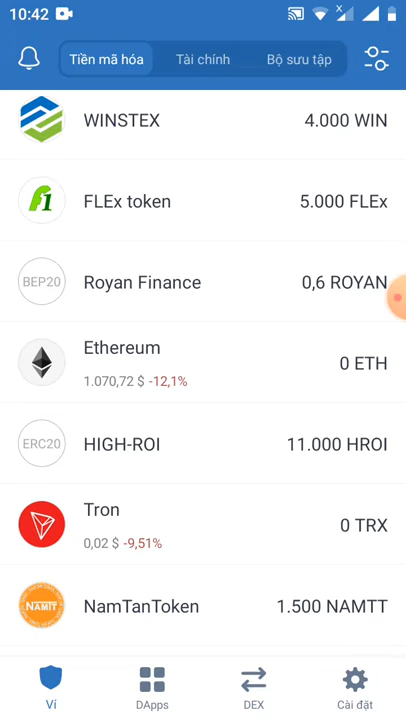 10:42
Tiền mã hóa
Tài chính
Bộ sưu tập
WINSTEX
4.000 WIN
FLEx token
5.000 FLEx
BEP20
Royan Finance
0,6 ROYAN
Ethereum
1.070,72 $ -12,1%
0 ETH
ERC20
HIGH-ROI
11.000 HROI
Tron
0,02 $ -9,51%
0 TRX
NAMTT
NamTanToken
1.500 NAMTT
Ví
DApps
DEX
Cài đặt